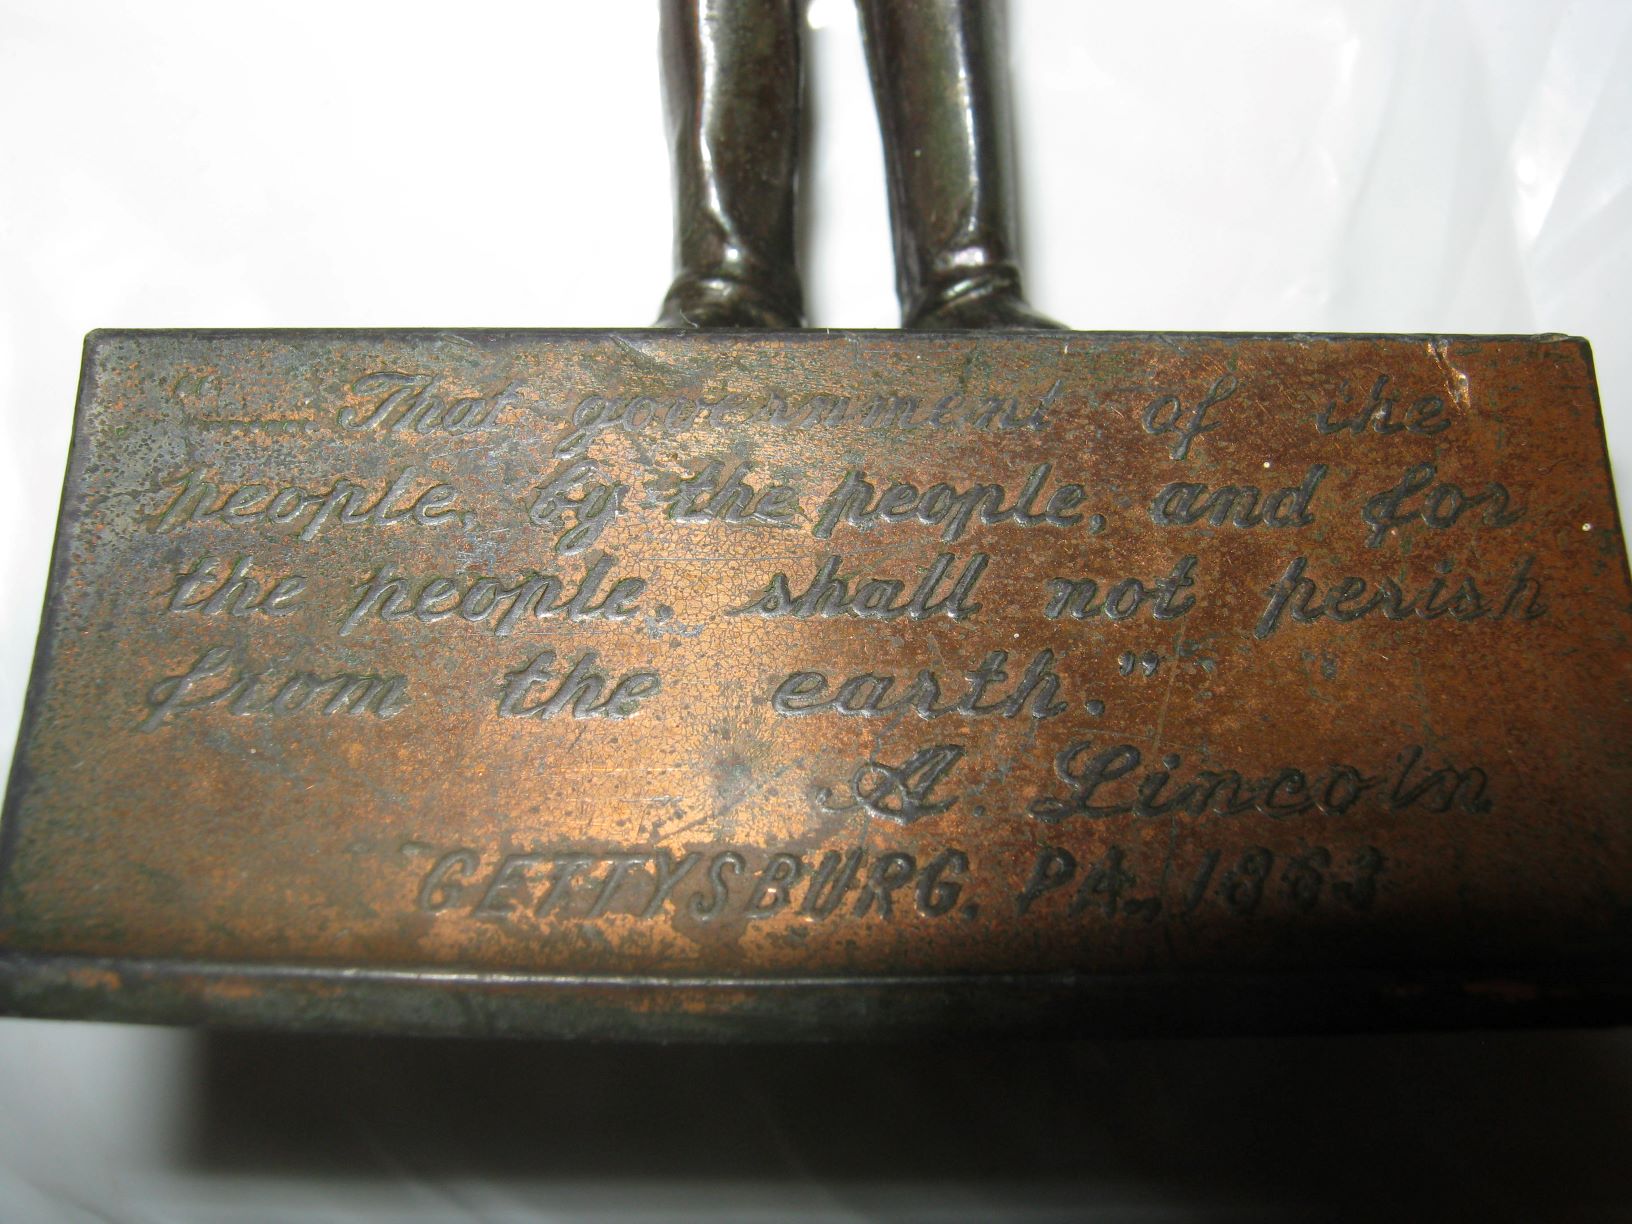 “........That government of the
people, by the people, and for
the people, shall not perish
from the earth."
A. Lincoln
GETTYSBURG, PA., 1863